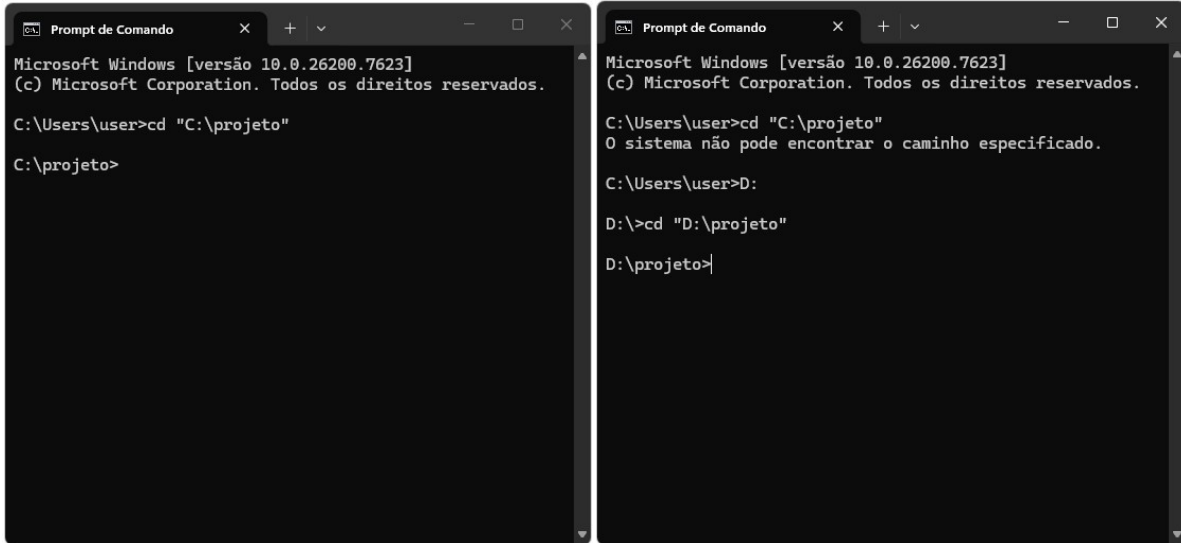 Prompt de Comando
Microsoft Windows [versão 10.0.26200.7623]
(c) Microsoft Corporation. Todos os direitos reservados.
C:\Users\user>cd "C:\projeto"
C:\projeto>
Prompt de Comando
Microsoft Windows [versão 10.0.26200.7623]
(c) Microsoft Corporation. Todos os direitos reservados.
C:\Users\user>cd "C:\projeto"
O sistema não pode encontrar o caminho especificado.
C:\Users\user>D:
D:\>cd "D:\projeto"
D:\projeto>